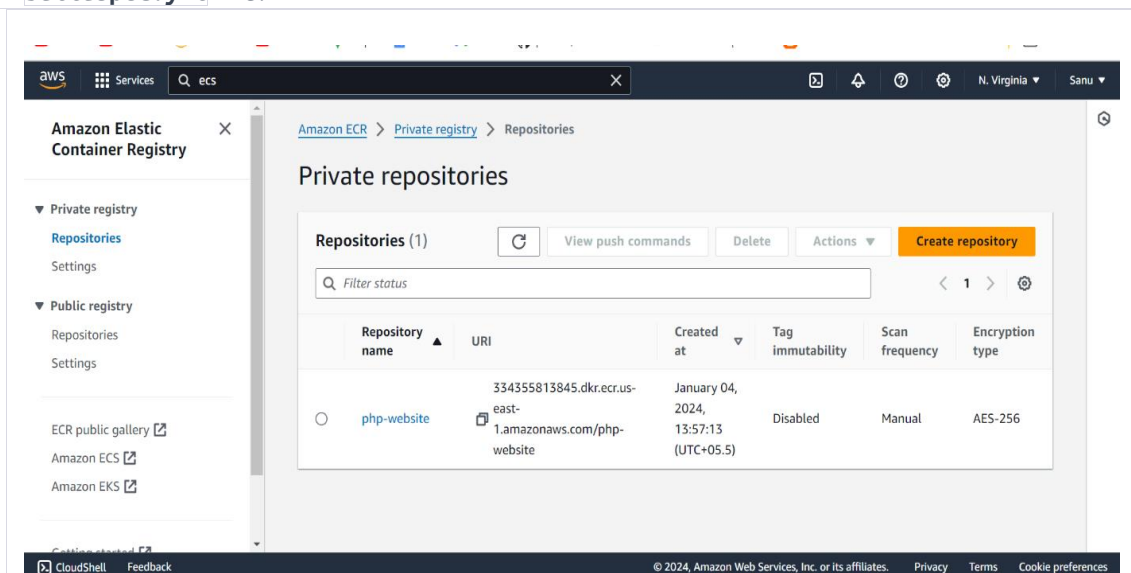 aws
Services
ecs
N. Virginia
Sanu
Amazon Elastic
Container Registry
Private registry
Repositories
Settings
Public registry
Repositories
Settings
ECR public gallery
Amazon ECS
Amazon EKS
Amazon ECR > Private registry > Repositories
Private repositories
Repositories (1)
View push commands
Delete
Actions
Create repository
Filter status
1
Repository
name
URI
Created
at
Tag
immutability
Scan
frequency
Encryption
type
php-website
334355813845.dkr.ecr.us-
east-
1.amazonaws.com/php-
website
January 04,
2024,
13:57:13
(UTC+05.5)
Disabled
Manual
AES-256
CloudShell
Feedback
© 2024, Amazon Web Services, Inc. or its affiliates.
Privacy
Terms
Cookie preferences